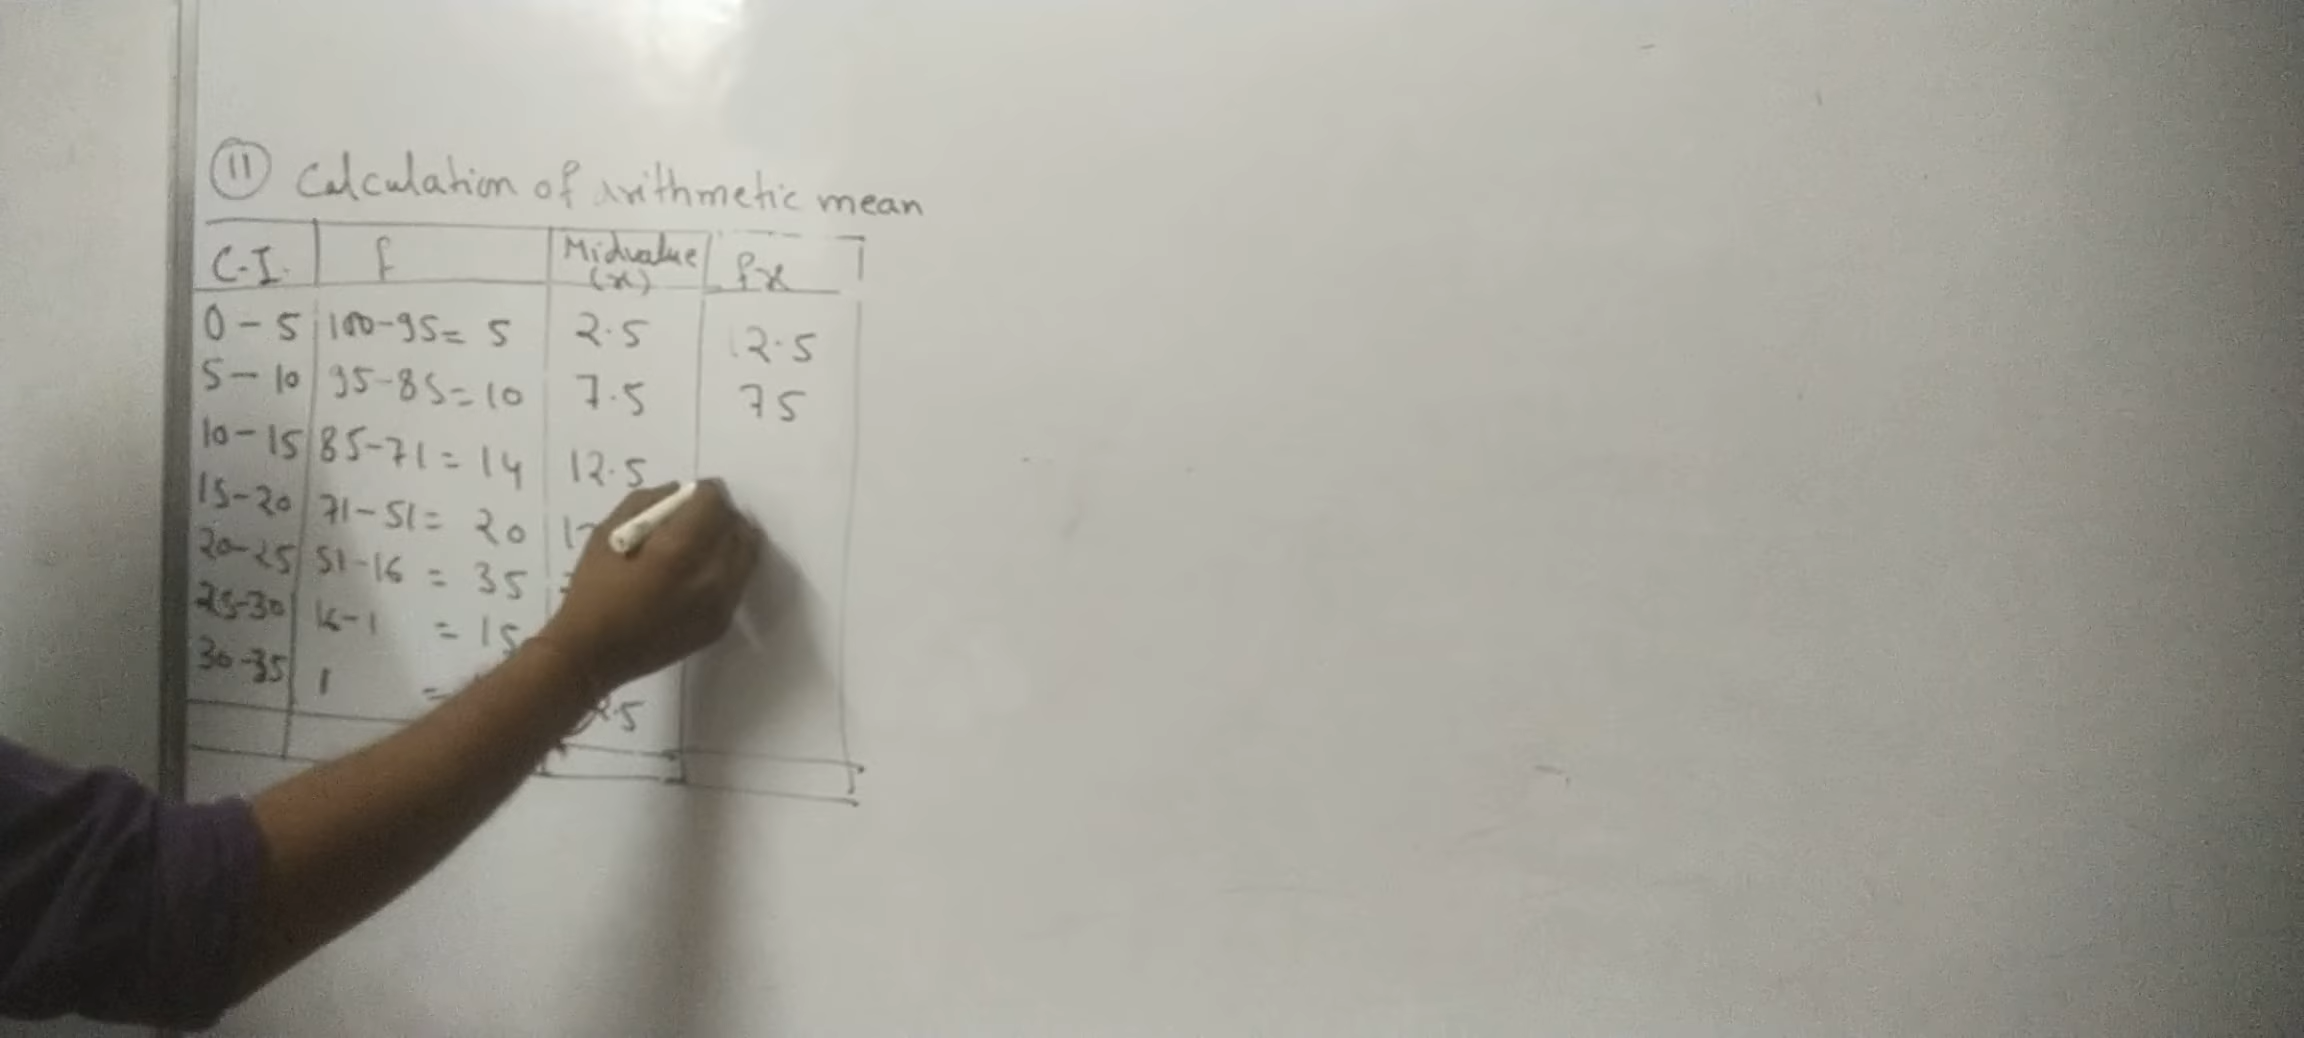 11 Calculation of arithmetic mean
C.I. f Midvalue (x) fx
0-5 100-95= 5 2.5 12.5
5-10 95-85=10 7.5 75
10-15 85-71=14 12.5
15-20 71-51= 20
20-25 51-16 = 35
25-30 16-1 = 15
30-35 1 =